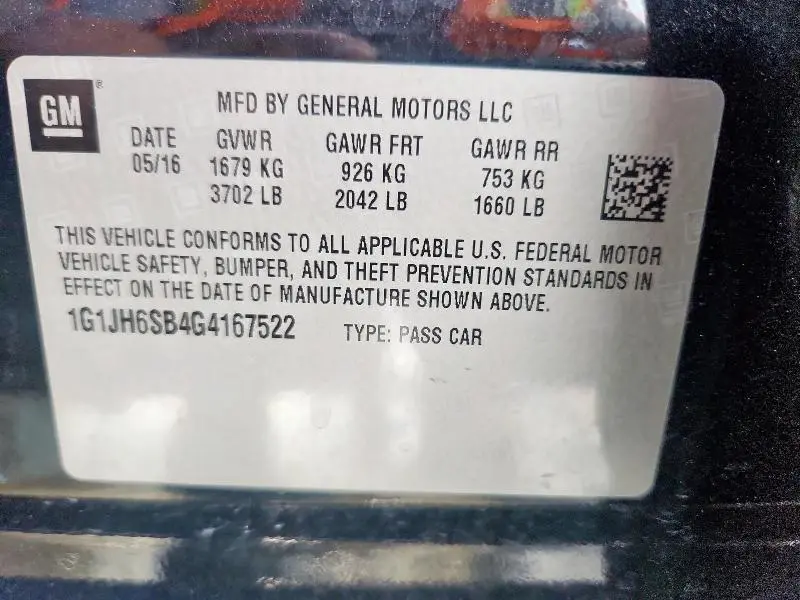 GM®
MFD BY GENERAL MOTORS LLC
DATE GVWR GAWR FRT GAWR RR
05/16 1679 KG 926 KG 753 KG
3702 LB 2042 LB 1660 LB
THIS VEHICLE CONFORMS TO ALL APPLICABLE U.S. FEDERAL MOTOR
VEHICLE SAFETY, BUMPER, AND THEFT PREVENTION STANDARDS IN
EFFECT ON THE DATE OF MANUFACTURE SHOWN ABOVE.
1G1JH6SB4G4167522 TYPE: PASS CAR